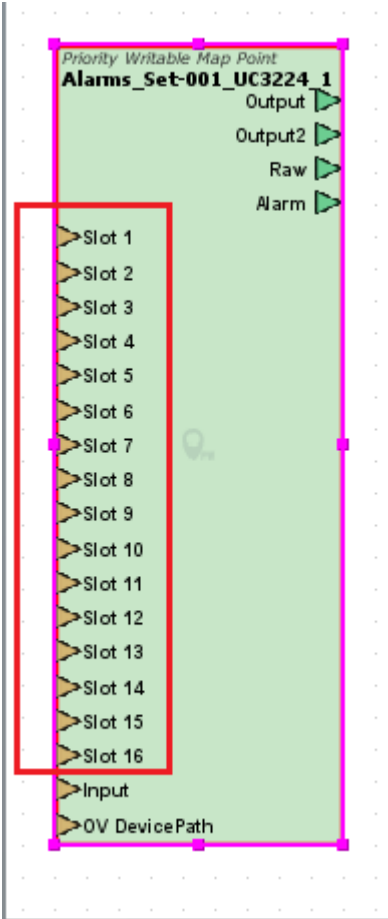 Priority Writable Map Point
Alarms_Set-001_UC3224_1
Output
Output2
Raw
Alarm
Slot 1
Slot 2
Slot 3
Slot 4
Slot 5
Slot 6
Slot 7
Slot 8
Slot 9
Slot 10
Slot 11
Slot 12
Slot 13
Slot 14
Slot 15
Slot 16
Input
OV DevicePath